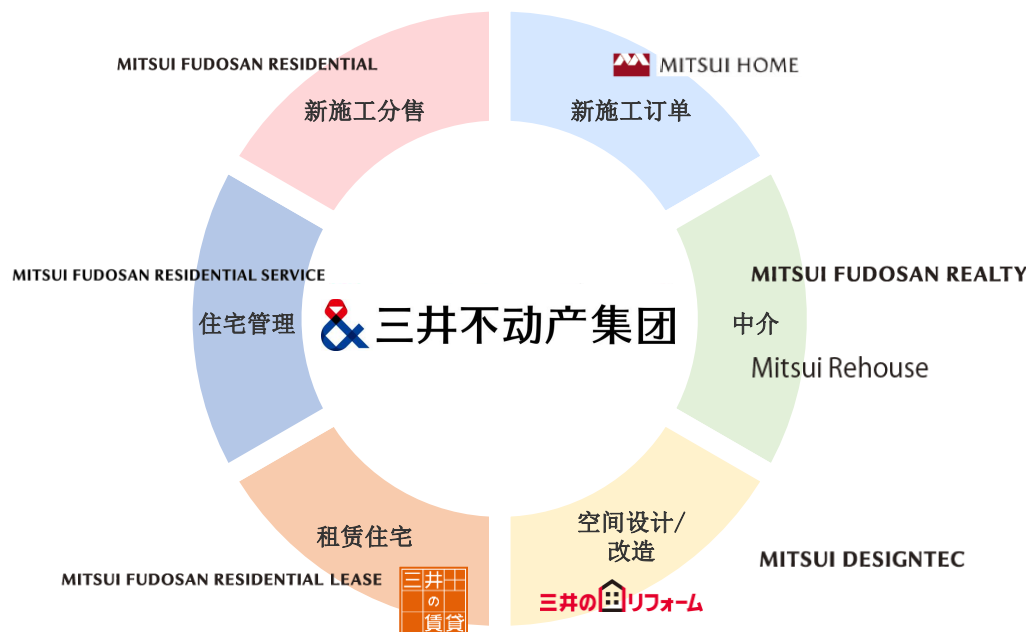 MITSUI FUDOSAN RESIDENTIAL
新施工分售
MITSUI HOME
新施工订单
MITSUI FUDOSAN RESIDENTIAL SERVICE
住宅管理
& 三井不动产集团
MITSUI FUDOSAN REALTY
中介
Mitsui Rehouse
租赁住宅
MITSUI FUDOSAN RESIDENTIAL LEASE
三井
の
賃貸
空间设计/
改造
MITSUI DESIGNTEC
三井のリフォーム